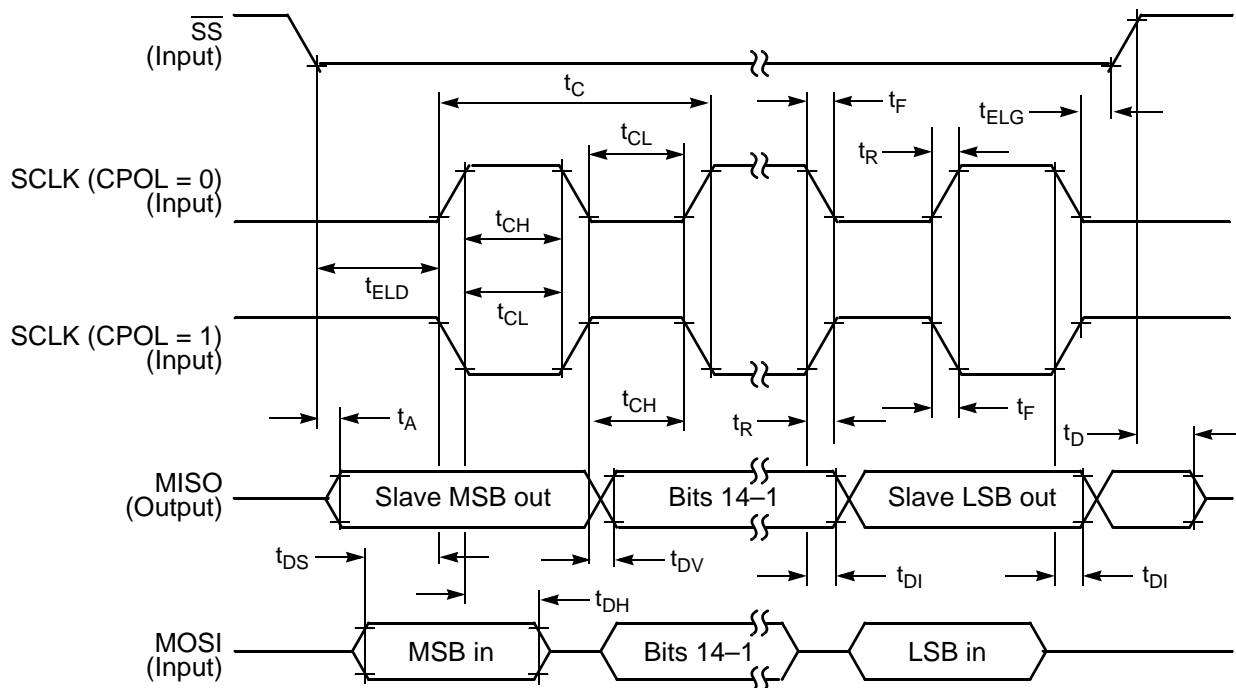 SS
(Input)
tC
tF
tELG
tCL
tR
SCLK (CPOL = 0)
(Input)
tCH
tELD
tCL
SCLK (CPOL = 1)
(Input)
tA
tCH
tR
tF
tD
MISO
(Output)
Slave MSB out
Bits 14–1
Slave LSB out
tDS
tDV
tDI
tDI
tDH
MOSI
(Input)
MSB in
Bits 14–1
LSB in